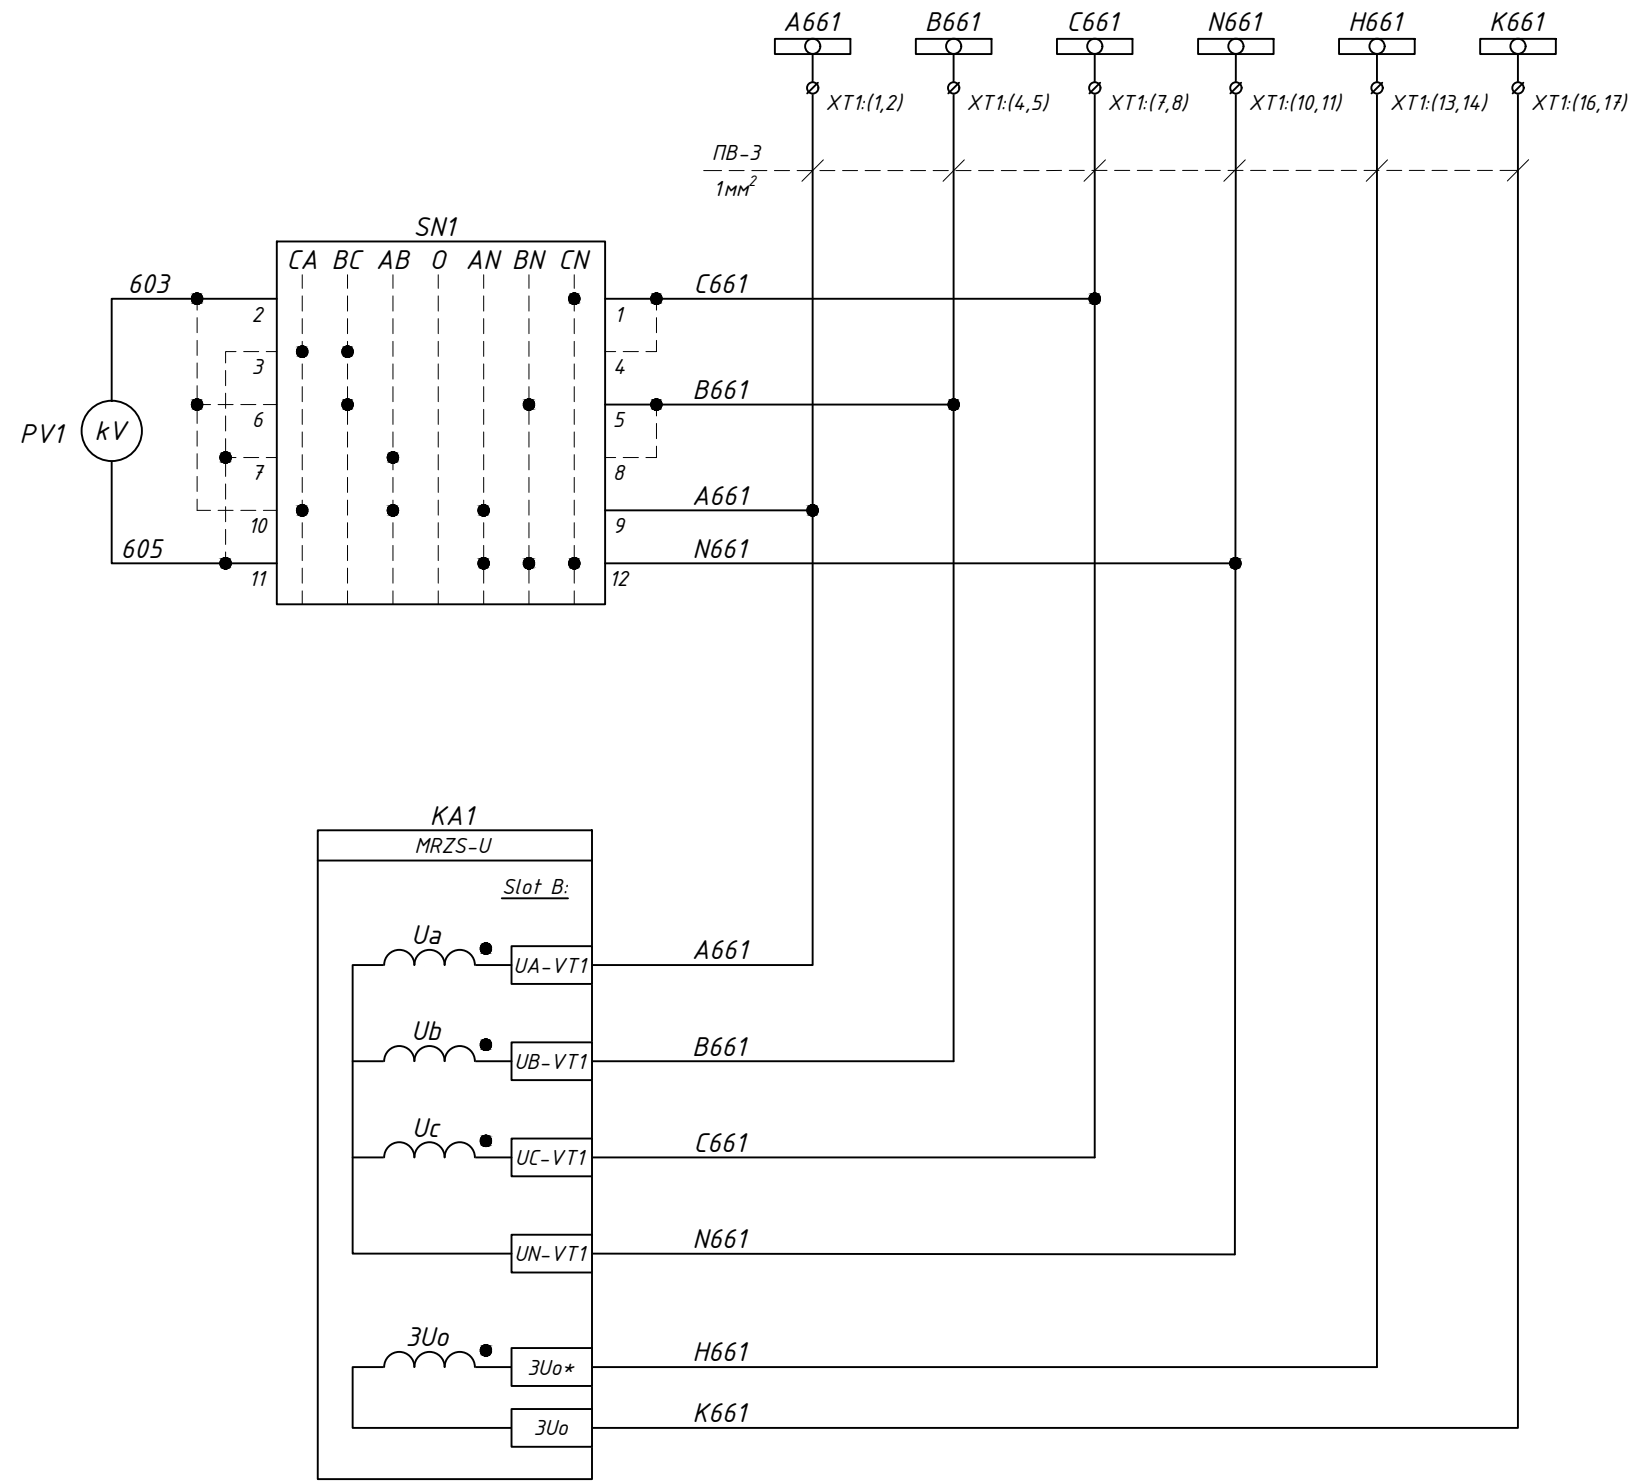 A661 B661 C661 N661 H661 K661
XT1:(1,2) XT1:(4,5) XT1:(7,8) XT1:(10,11) XT1:(13,14) XT1:(16,17)
ПВ-3
1мм²
SN1
CA BC AB O AN BN CN
603
C661
2
1
3
4
B661
6
5
PV1
kV
7
8
A661
10
9
605
N661
11
12
KA1
MRZS-U
Slot B:
Ua
UA-VT1
A661
Ub
UB-VT1
B661
Uc
UC-VT1
C661
UN-VT1
N661
3Uo
3Uo*
H661
3Uo
K661